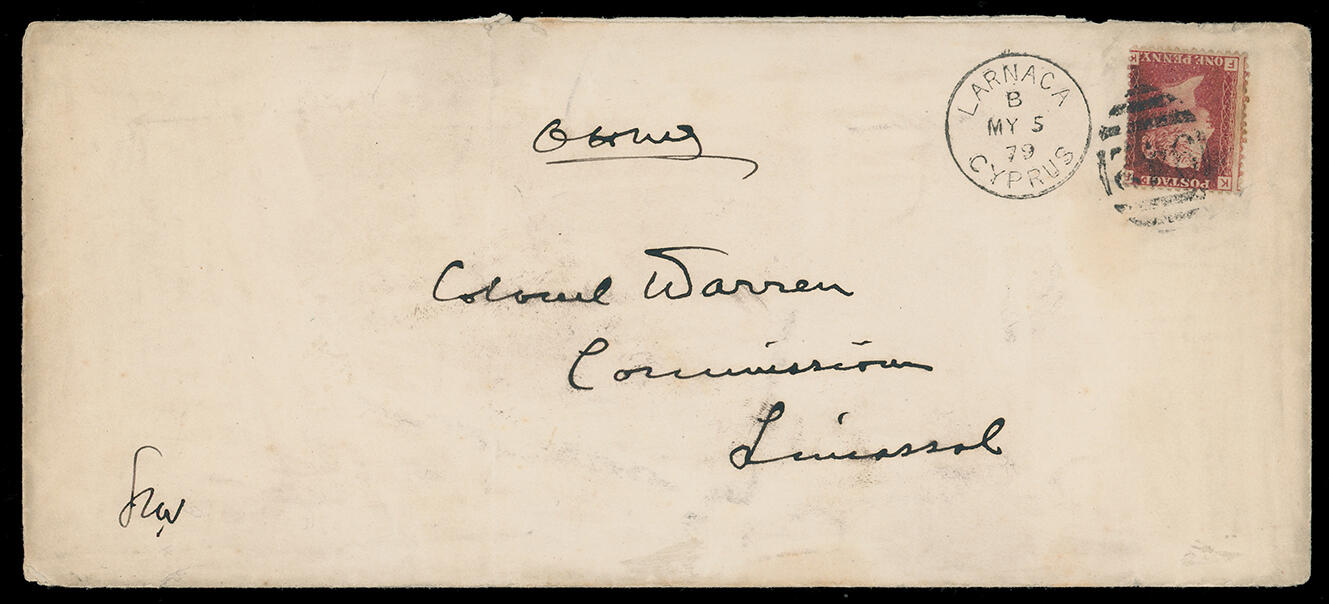 LARNACA
B
MY 5
79
CYPRUS
ONE PENNY
POSTAGE
F K
K F
Colonel Warren
Commissioner
Limassol